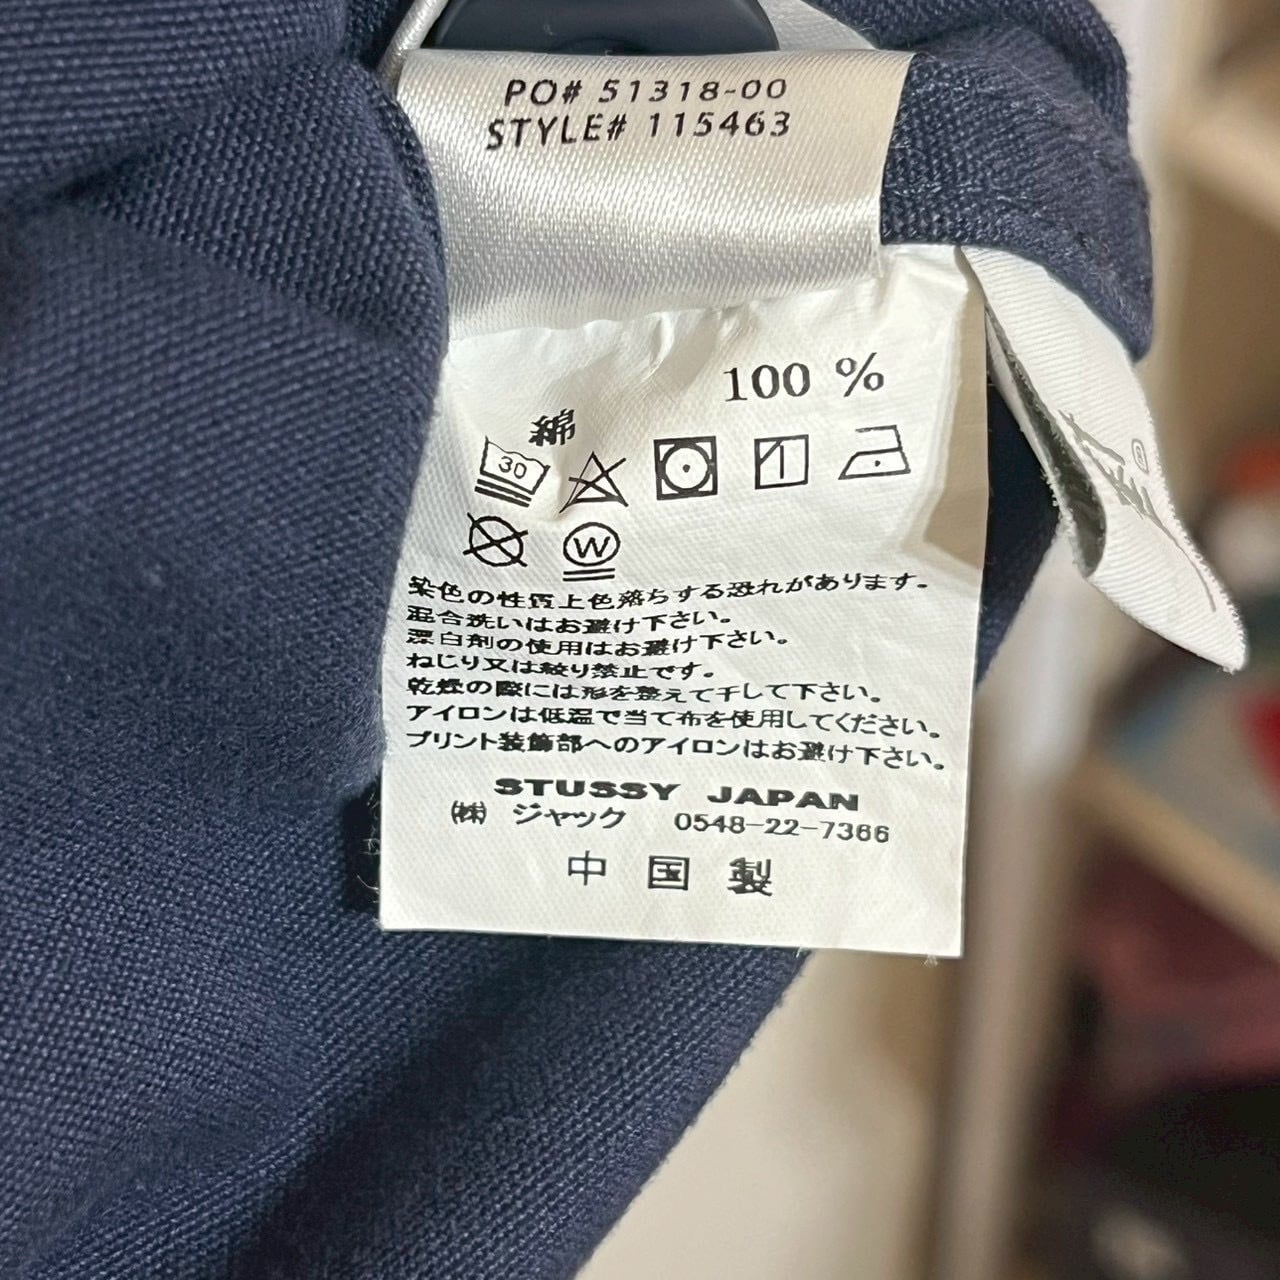 PO# 51318-00
STYLE# 115463
綿 100 %
30
W
染色の性質上色落ちする恐れがあります。
混合洗いはお避け下さい。
漂白剤の使用はお避け下さい。
ねじり又は絞り禁止です。
乾燥の際には形を整えて干して下さい。
アイロンは低温で当て布を使用してください。
プリント装飾部へのアイロンはお避け下さい。
STUSSY JAPAN
㈱ ジャック 0548-22-7366
中国製